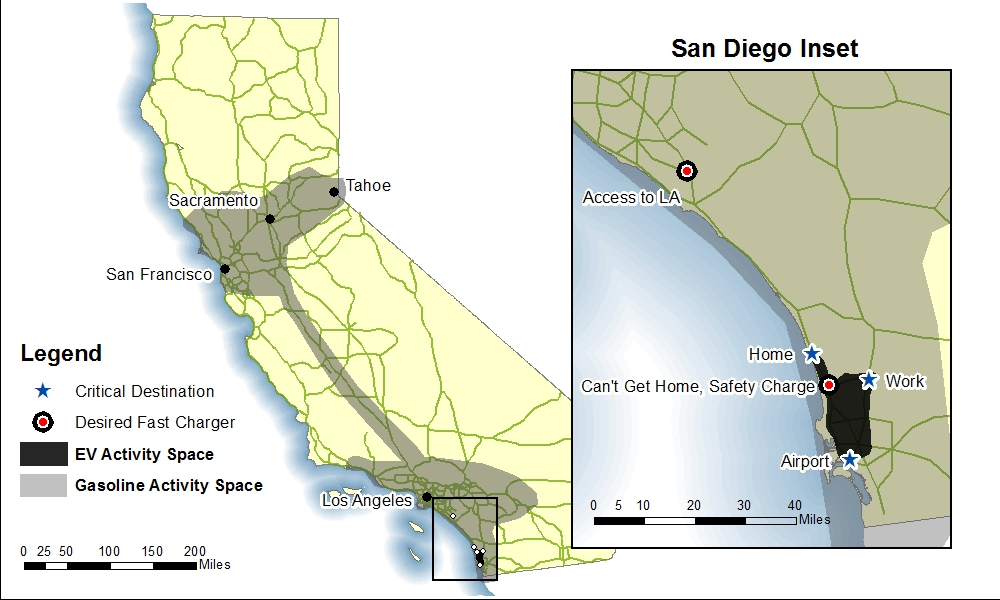 San Diego Inset
Tahoe
Sacramento
San Francisco
Los Angeles
Legend
Critical Destination
Desired Fast Charger
EV Activity Space
Gasoline Activity Space
0 25 50 100 150 200
Miles
Access to LA
Home
Can't Get Home, Safety Charge
Work
Airport
0 5 10 20 30 40
Miles